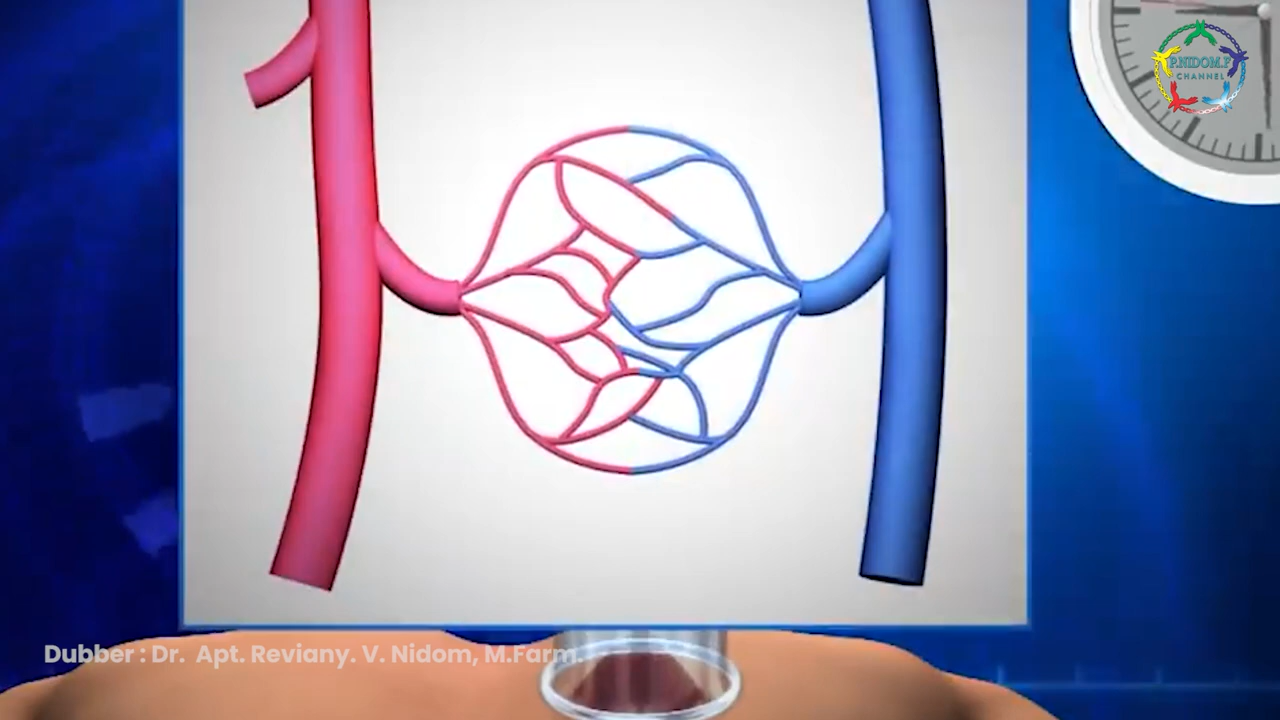 P.NIDOM.F
CHANNEL
Dubber : Dr. Apt. Reviany. V. Nidom, M.Farm.